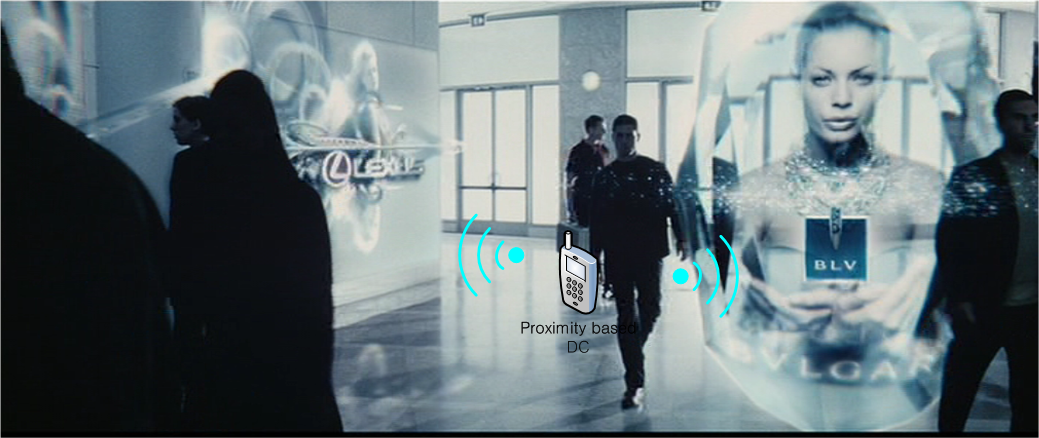 LEXUS
BLV
BVLGARI
Proximity based
DC